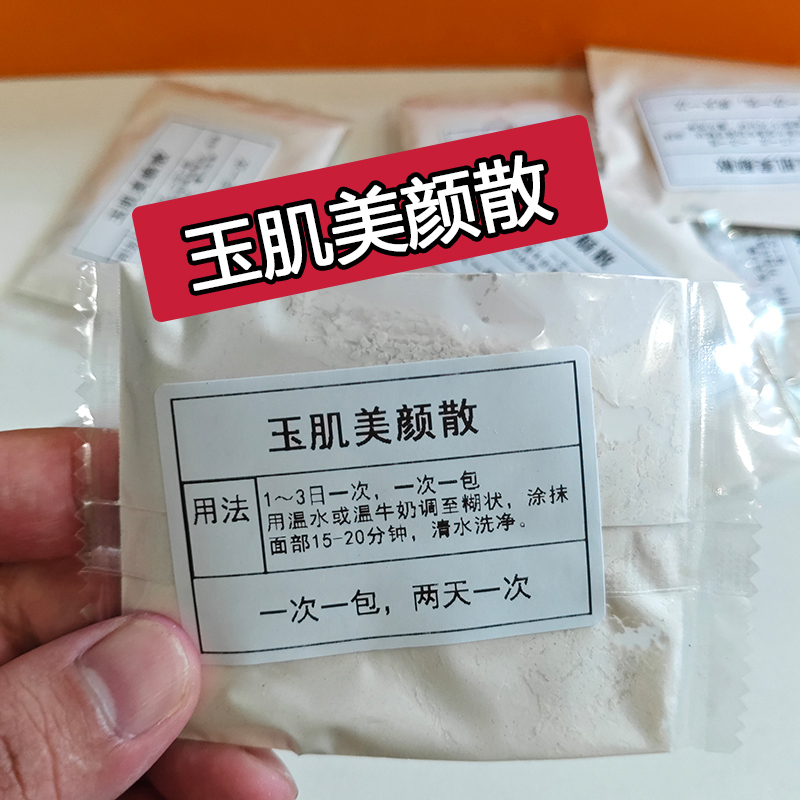 玉肌美颜散
玉肌美颜散
用法
1～3日一次，一次一包
用温水或温牛奶调至糊状，涂抹
面部15-20分钟，清水洗净。
一次一包，两天一次